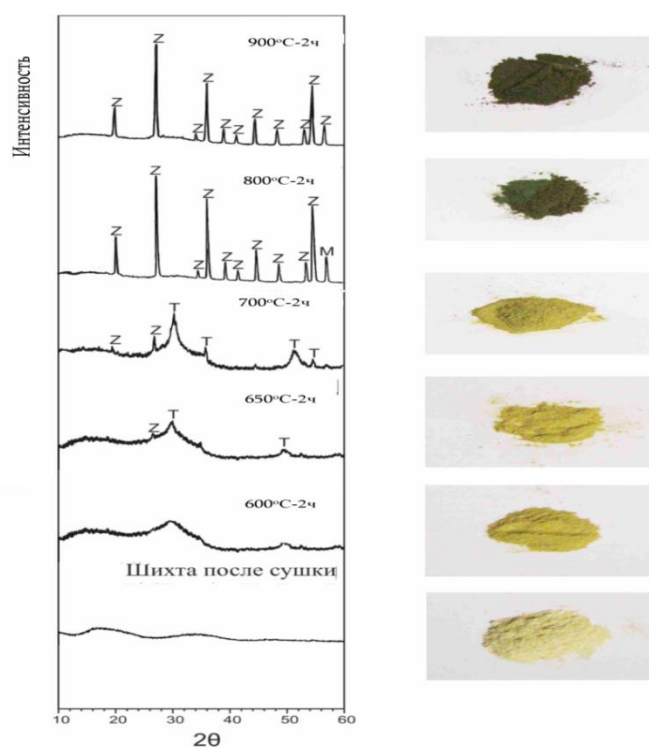 Интенсивность
900°C-2ч
Z Z Z Z Z Z Z Z Z Z Z
800°C-2ч
Z Z Z Z Z Z Z Z Z Z M
700°C-2ч
Z Z T T T T
650°C-2ч
Z T T
600°C-2ч
Шихта после сушки
10 20 30 40 50 60
2θ